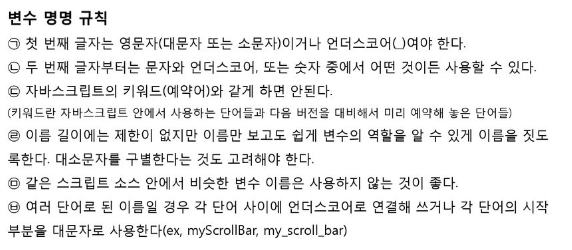 변수 명명 규칙
㉠ 첫 번째 글자는 영문자(대문자 또는 소문자)이거나 언더스코어(_)여야 한다.
㉡ 두 번째 글자부터는 문자와 언더스코어, 또는 숫자 중에서 어떤 것이든 사용할 수 있다.
㉢ 자바스크립트의 키워드(예약어)와 같게 하면 안된다.
(키워드란 자바스크립트 안에서 사용하는 단어들과 다음 버전을 대비해서 미리 예약해 놓은 단어들)
㉣ 이름 길이에는 제한이 없지만 이름만 보고도 쉽게 변수의 역할을 알 수 있게 이름을 짓도
록한다. 대소문자를 구별한다는 것도 고려해야 한다.
㉤ 같은 스크립트 소스 안에서 비슷한 변수 이름은 사용하지 않는 것이 좋다.
㉥ 여러 단어로 된 이름일 경우 각 단어 사이에 언더스코어로 연결해 쓰거나 각 단어의 시작
부분을 대문자로 사용한다(ex, myScrollBar, my_scroll_bar)